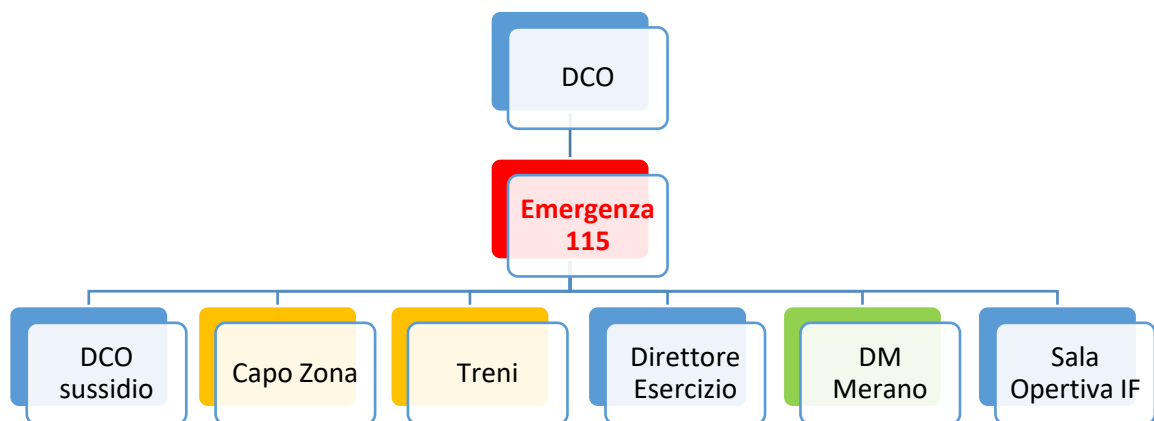 DCO
Emergenza
115
DCO
sussidio
Capo Zona
Treni
Direttore
Esercizio
DM
Merano
Sala
Opertiva IF